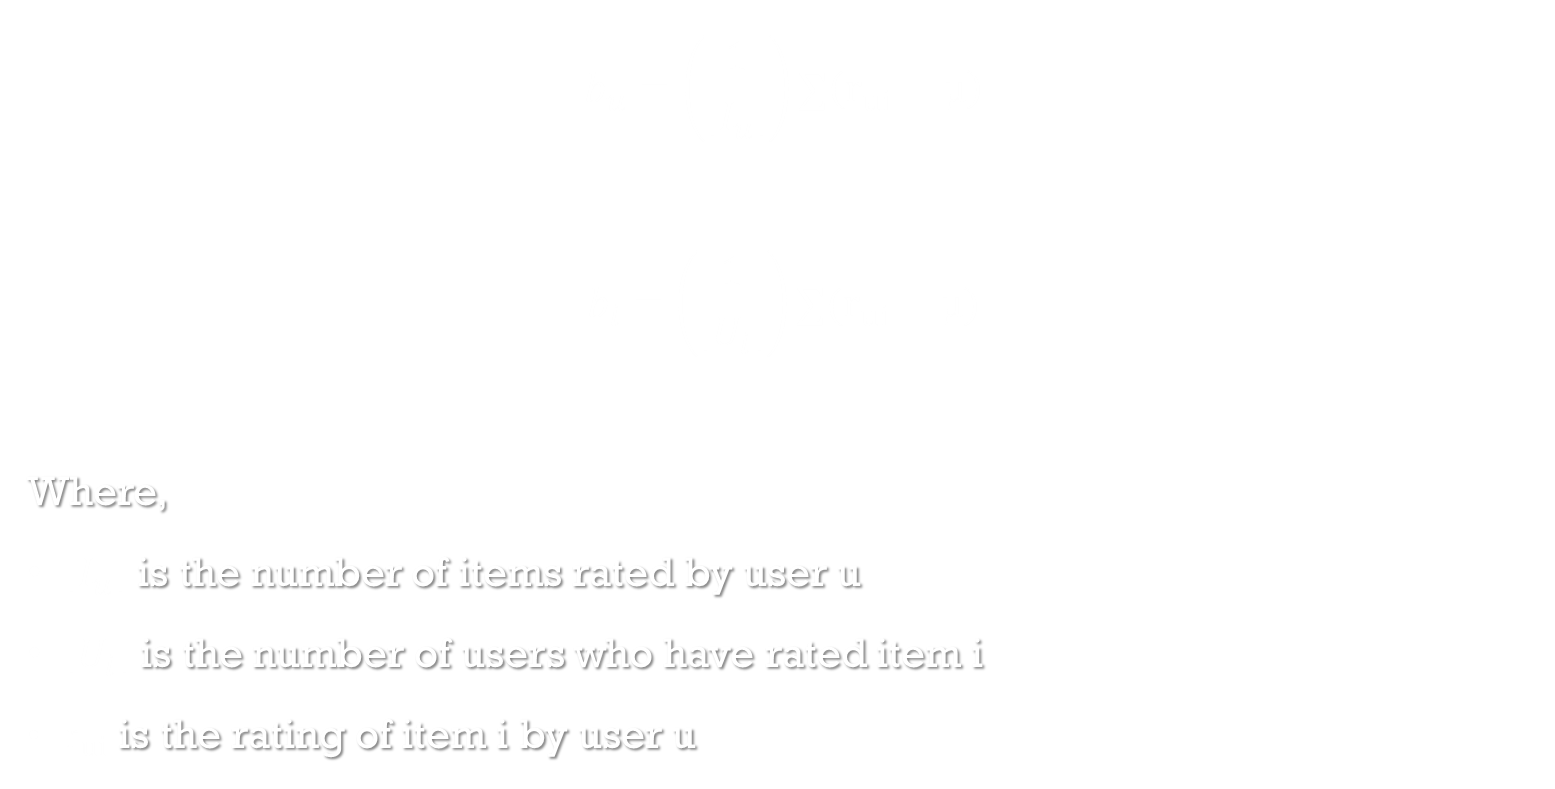 Where,
is the number of items rated by user u
is the number of users who have rated item i
is the rating of item i by user u